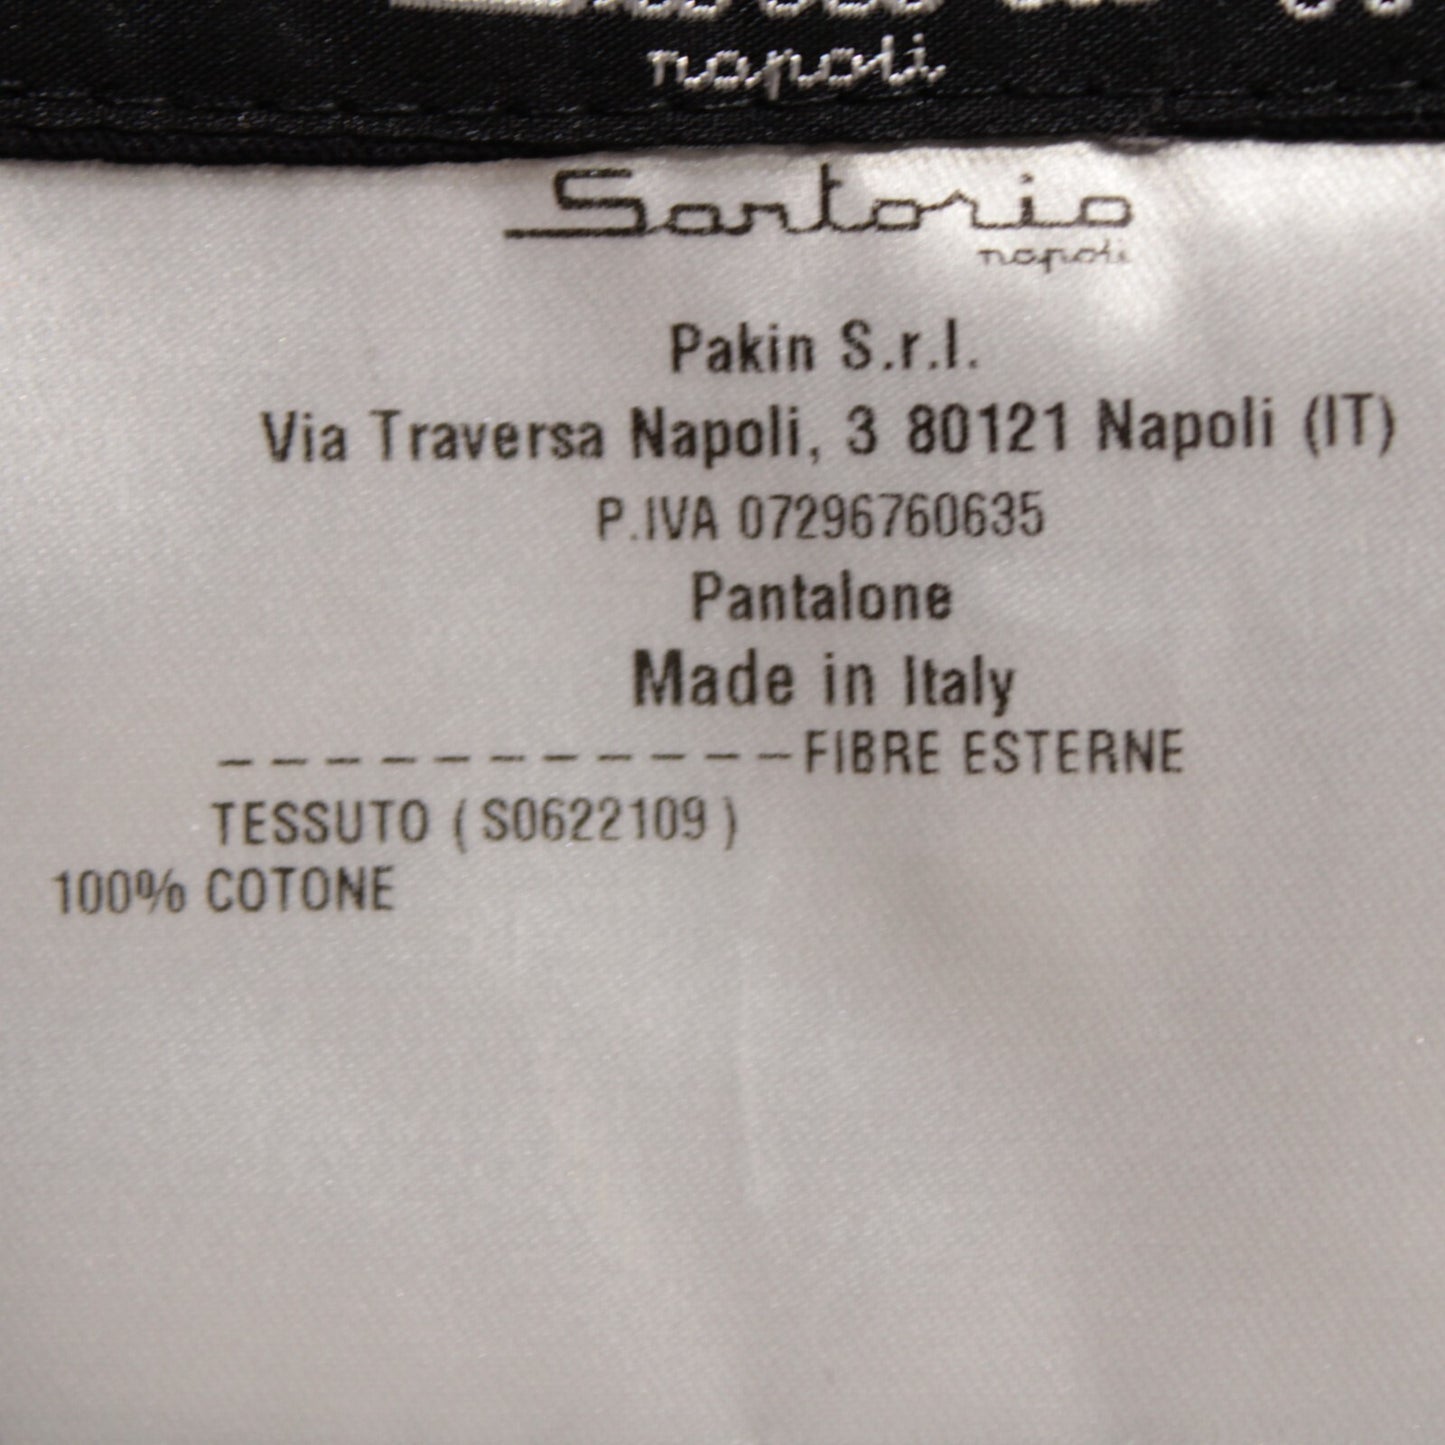 napoli
Sartorio
napoli
Pakin S.r.l.
Via Traversa Napoli, 3 80121 Napoli (IT)
P.IVA 07296760635
Pantalone
Made in Italy
-----------FIBRE ESTERNE
TESSUTO (S0622109)
100% COTONE